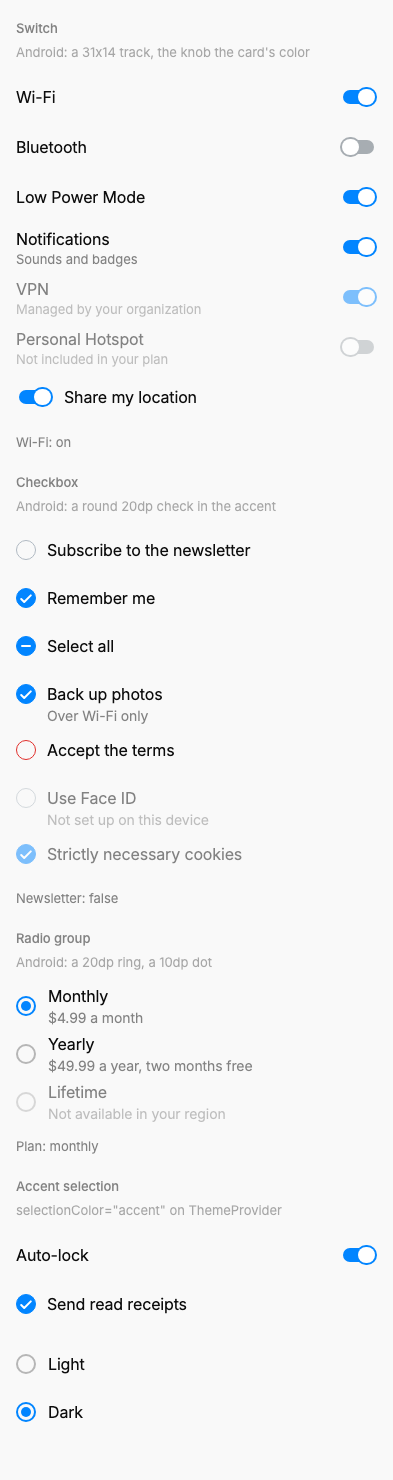 Switch
Android: a 31x14 track, the knob the card's color
Wi-Fi
Bluetooth
Low Power Mode
Notifications
Sounds and badges
VPN
Managed by your organization
Personal Hotspot
Not included in your plan
Share my location
Wi-Fi: on
Checkbox
Android: a round 20dp check in the accent
Subscribe to the newsletter
Remember me
Select all
Back up photos
Over Wi-Fi only
Accept the terms
Use Face ID
Not set up on this device
Strictly necessary cookies
Newsletter: false
Radio group
Android: a 20dp ring, a 10dp dot
Monthly
$4.99 a month
Yearly
$49.99 a year, two months free
Lifetime
Not available in your region
Plan: monthly
Accent selection
selectionColor="accent" on ThemeProvider
Auto-lock
Send read receipts
Light
Dark